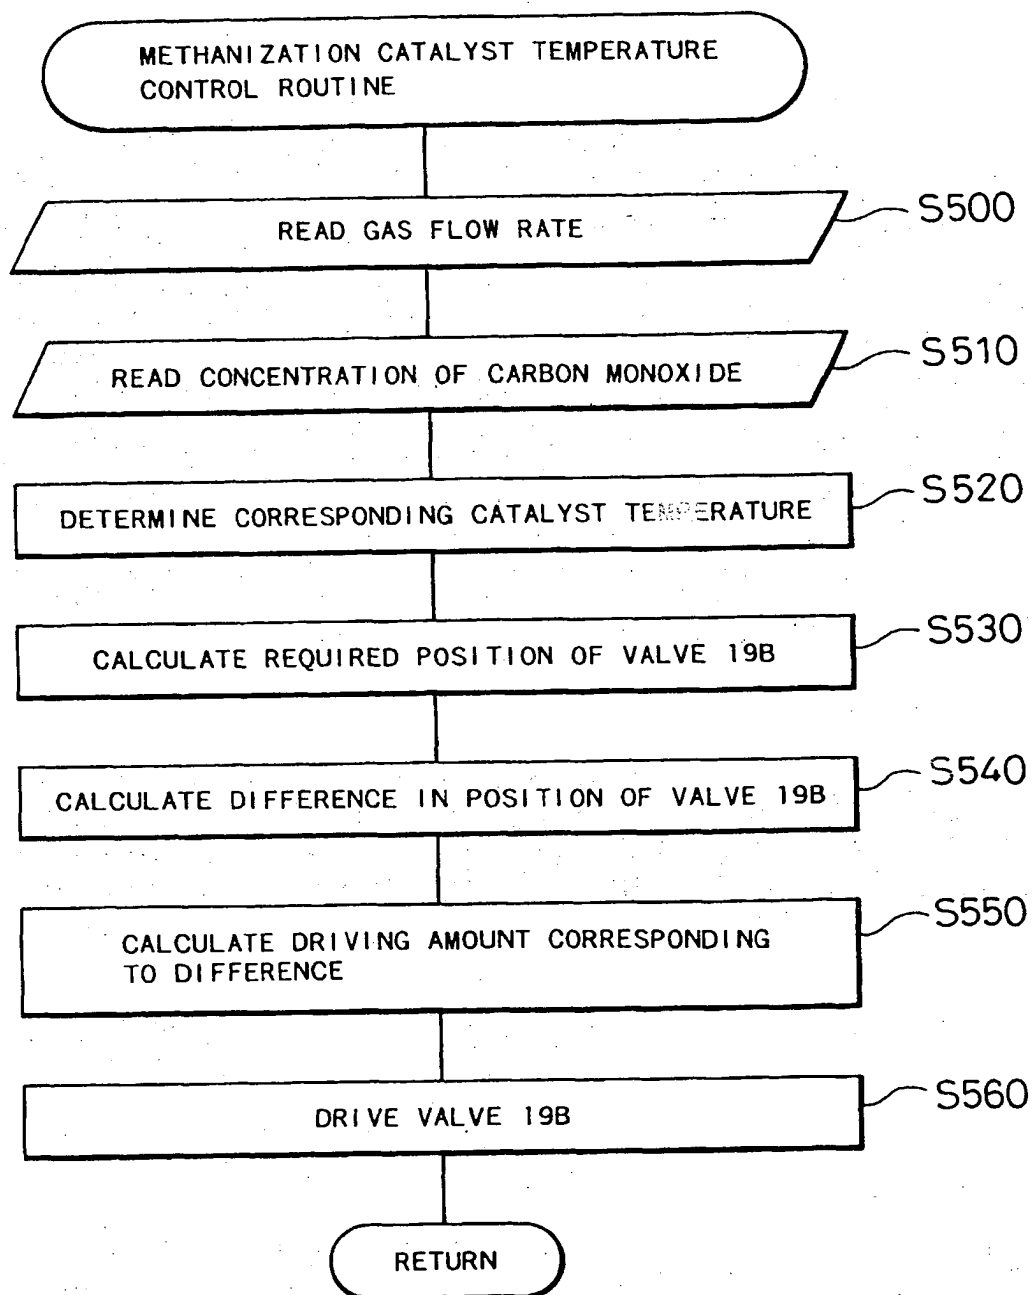 METHANIZATION CATALYST TEMPERATURE
CONTROL ROUTINE
READ GAS FLOW RATE
S500
READ CONCENTRATION OF CARBON MONOXIDE
S510
DETERMINE CORRESPONDING CATALYST TEMPERATURE
S520
CALCULATE REQUIRED POSITION OF VALVE 19B
S530
CALCULATE DIFFERENCE IN POSITION OF VALVE 19B
S540
CALCULATE DRIVING AMOUNT CORRESPONDING
TO DIFFERENCE
S550
DRIVE VALVE 19B
S560
RETURN